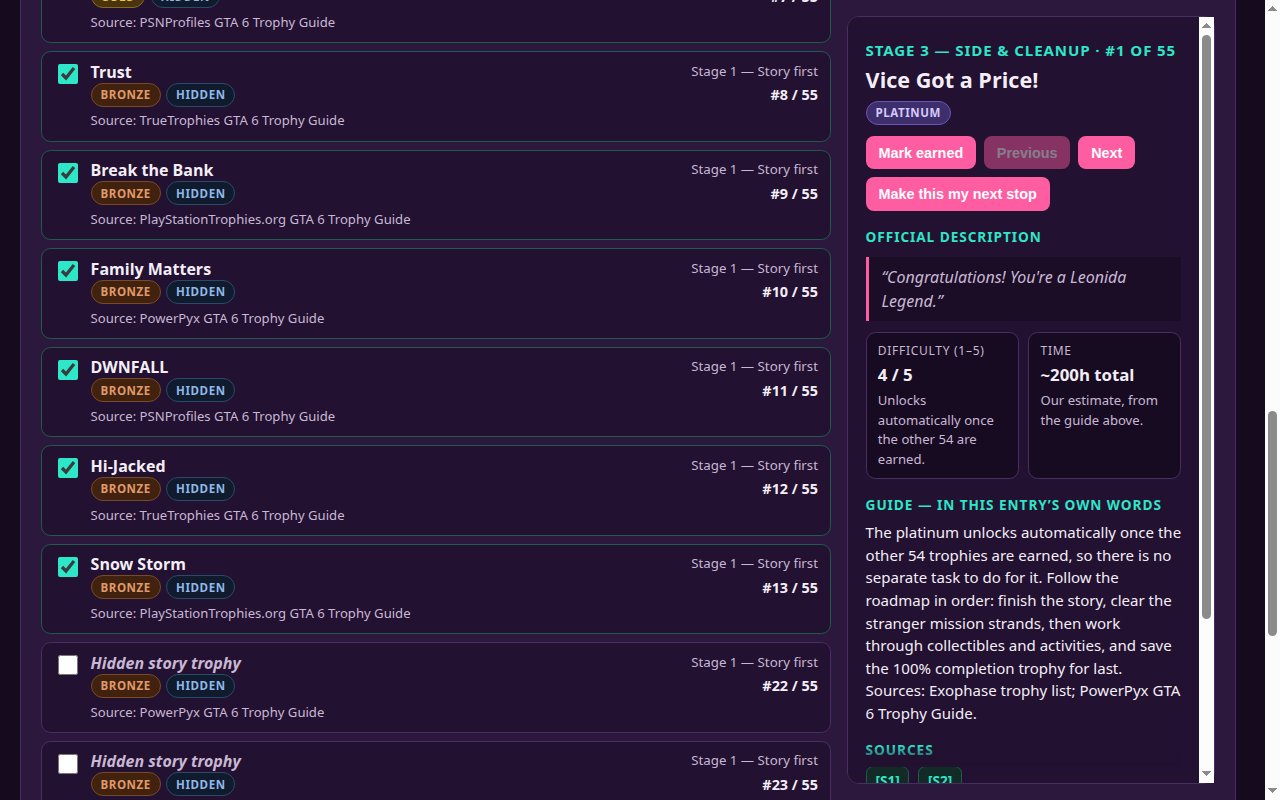 Source: PSNProfiles GTA 6 Trophy Guide
Trust
BRONZE HIDDEN
Source: TrueTrophies GTA 6 Trophy Guide
Stage 1 — Story first
#8 / 55
Break the Bank
BRONZE HIDDEN
Source: PlayStationTrophies.org GTA 6 Trophy Guide
Stage 1 — Story first
#9 / 55
Family Matters
BRONZE HIDDEN
Source: PowerPyx GTA 6 Trophy Guide
Stage 1 — Story first
#10 / 55
DWNFALL
BRONZE HIDDEN
Source: PSNProfiles GTA 6 Trophy Guide
Stage 1 — Story first
#11 / 55
Hi-Jacked
BRONZE HIDDEN
Source: TrueTrophies GTA 6 Trophy Guide
Stage 1 — Story first
#12 / 55
Snow Storm
BRONZE HIDDEN
Source: PlayStationTrophies.org GTA 6 Trophy Guide
Stage 1 — Story first
#13 / 55
Hidden story trophy
BRONZE HIDDEN
Source: PowerPyx GTA 6 Trophy Guide
Stage 1 — Story first
#22 / 55
Hidden story trophy
BRONZE HIDDEN
Stage 1 — Story first
#23 / 55
STAGE 3 — SIDE & CLEANUP · #1 OF 55
Vice Got a Price!
PLATINUM
Mark earned Previous Next
Make this my next stop
OFFICIAL DESCRIPTION
“Congratulations! You're a Leonida
Legend.”
DIFFICULTY (1–5)
4 / 5
Unlocks
automatically once
the other 54 are
earned.
TIME
~200h total
Our estimate, from
the guide above.
GUIDE — IN THIS ENTRY’S OWN WORDS
The platinum unlocks automatically once the
other 54 trophies are earned, so there is no
separate task to do for it. Follow the
roadmap in order: finish the story, clear the
stranger mission strands, then work
through collectibles and activities, and save
the 100% completion trophy for last.
Sources: Exophase trophy list; PowerPyx GTA
6 Trophy Guide.
SOURCES
[S1] [S2]